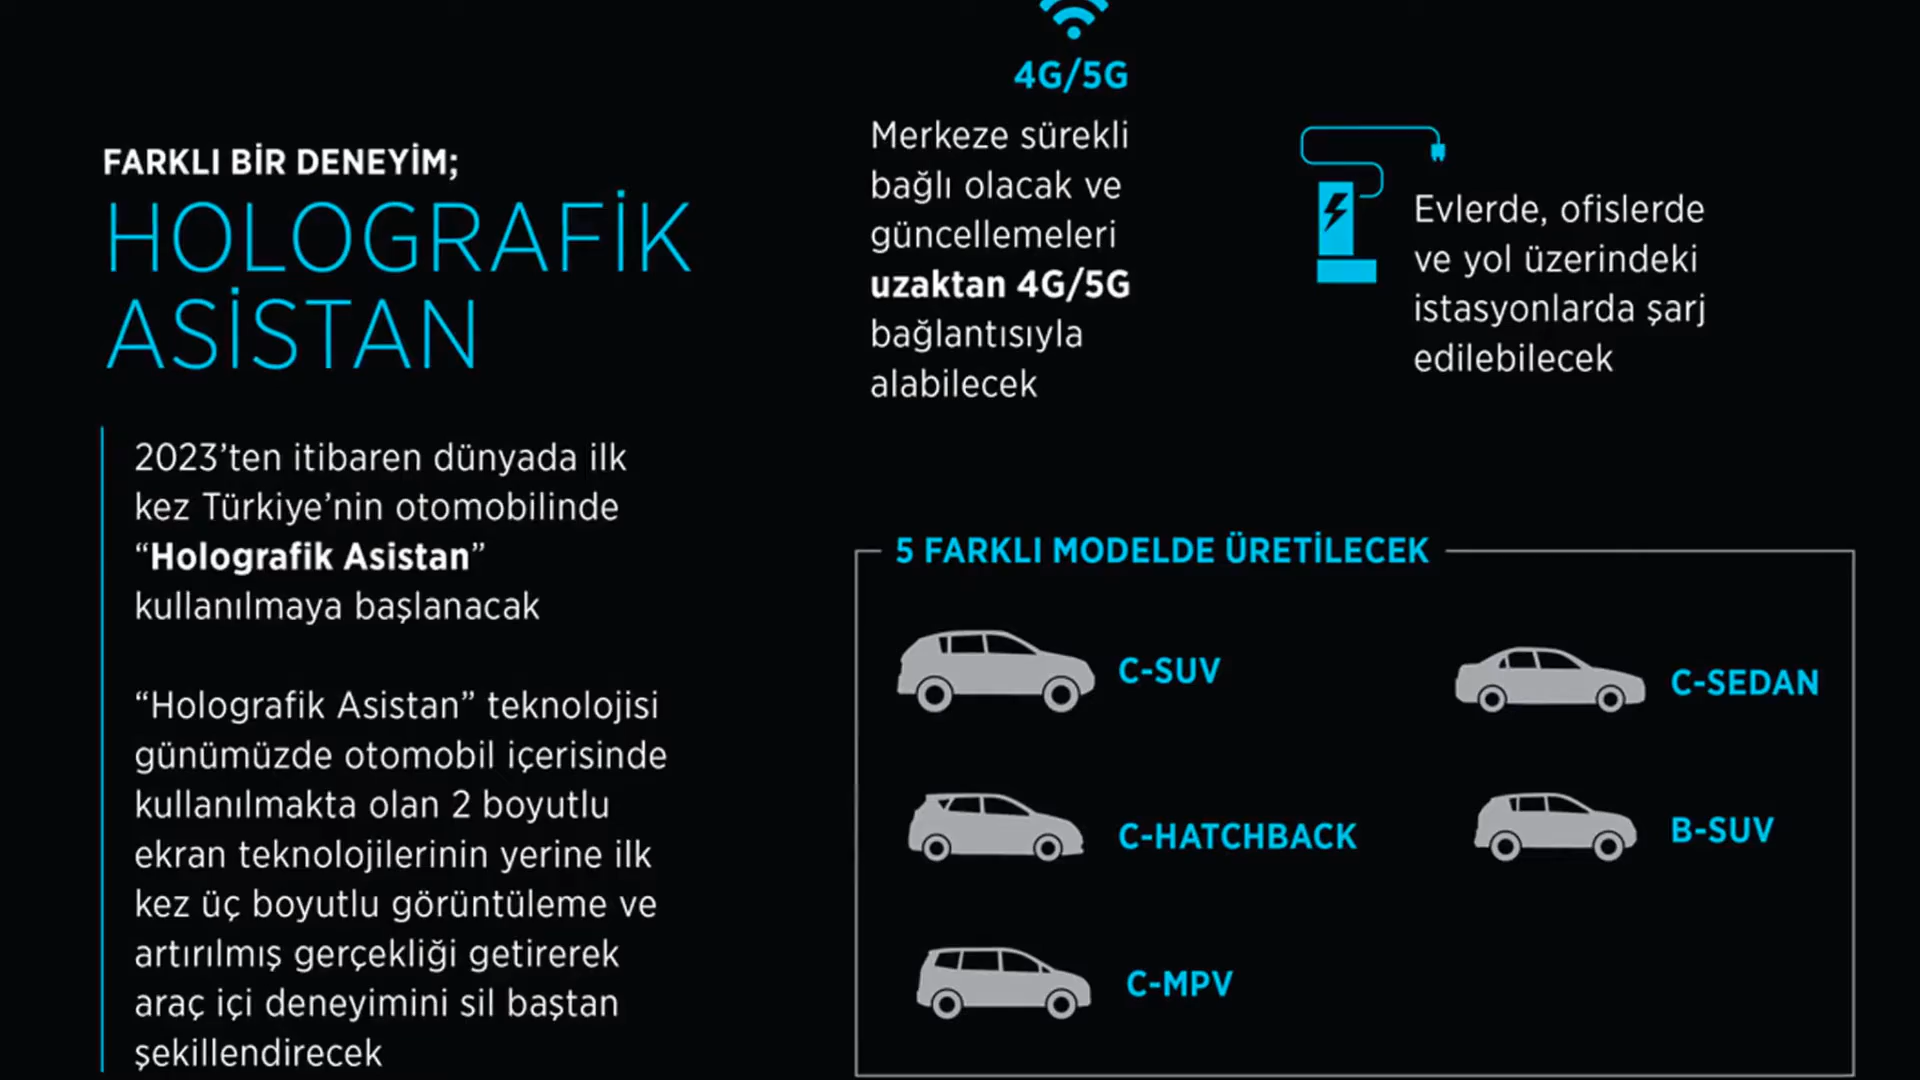 FARKLI BİR DENEYİM;
HOLOGRAFİK
ASİSTAN
2023’ten itibaren dünyada ilk
kez Türkiye’nin otomobilinde
“Holografik Asistan”
kullanılmaya başlanacak
“Holografik Asistan” teknolojisi
günümüzde otomobil içerisinde
kullanılmakta olan 2 boyutlu
ekran teknolojilerinin yerine ilk
kez üç boyutlu görüntüleme ve
artırılmış gerçekliği getirerek
araç içi deneyimini sil baştan
şekillendirecek
4G/5G
Merkeze sürekli
bağlı olacak ve
güncellemeleri
uzaktan 4G/5G
bağlantısıyla
alabilecek
Evlerde, ofislerde
ve yol üzerindeki
istasyonlarda şarj
edilebilecek
5 FARKLI MODELDE ÜRETİLECEK
C-SUV
C-SEDAN
C-HATCHBACK
B-SUV
C-MPV